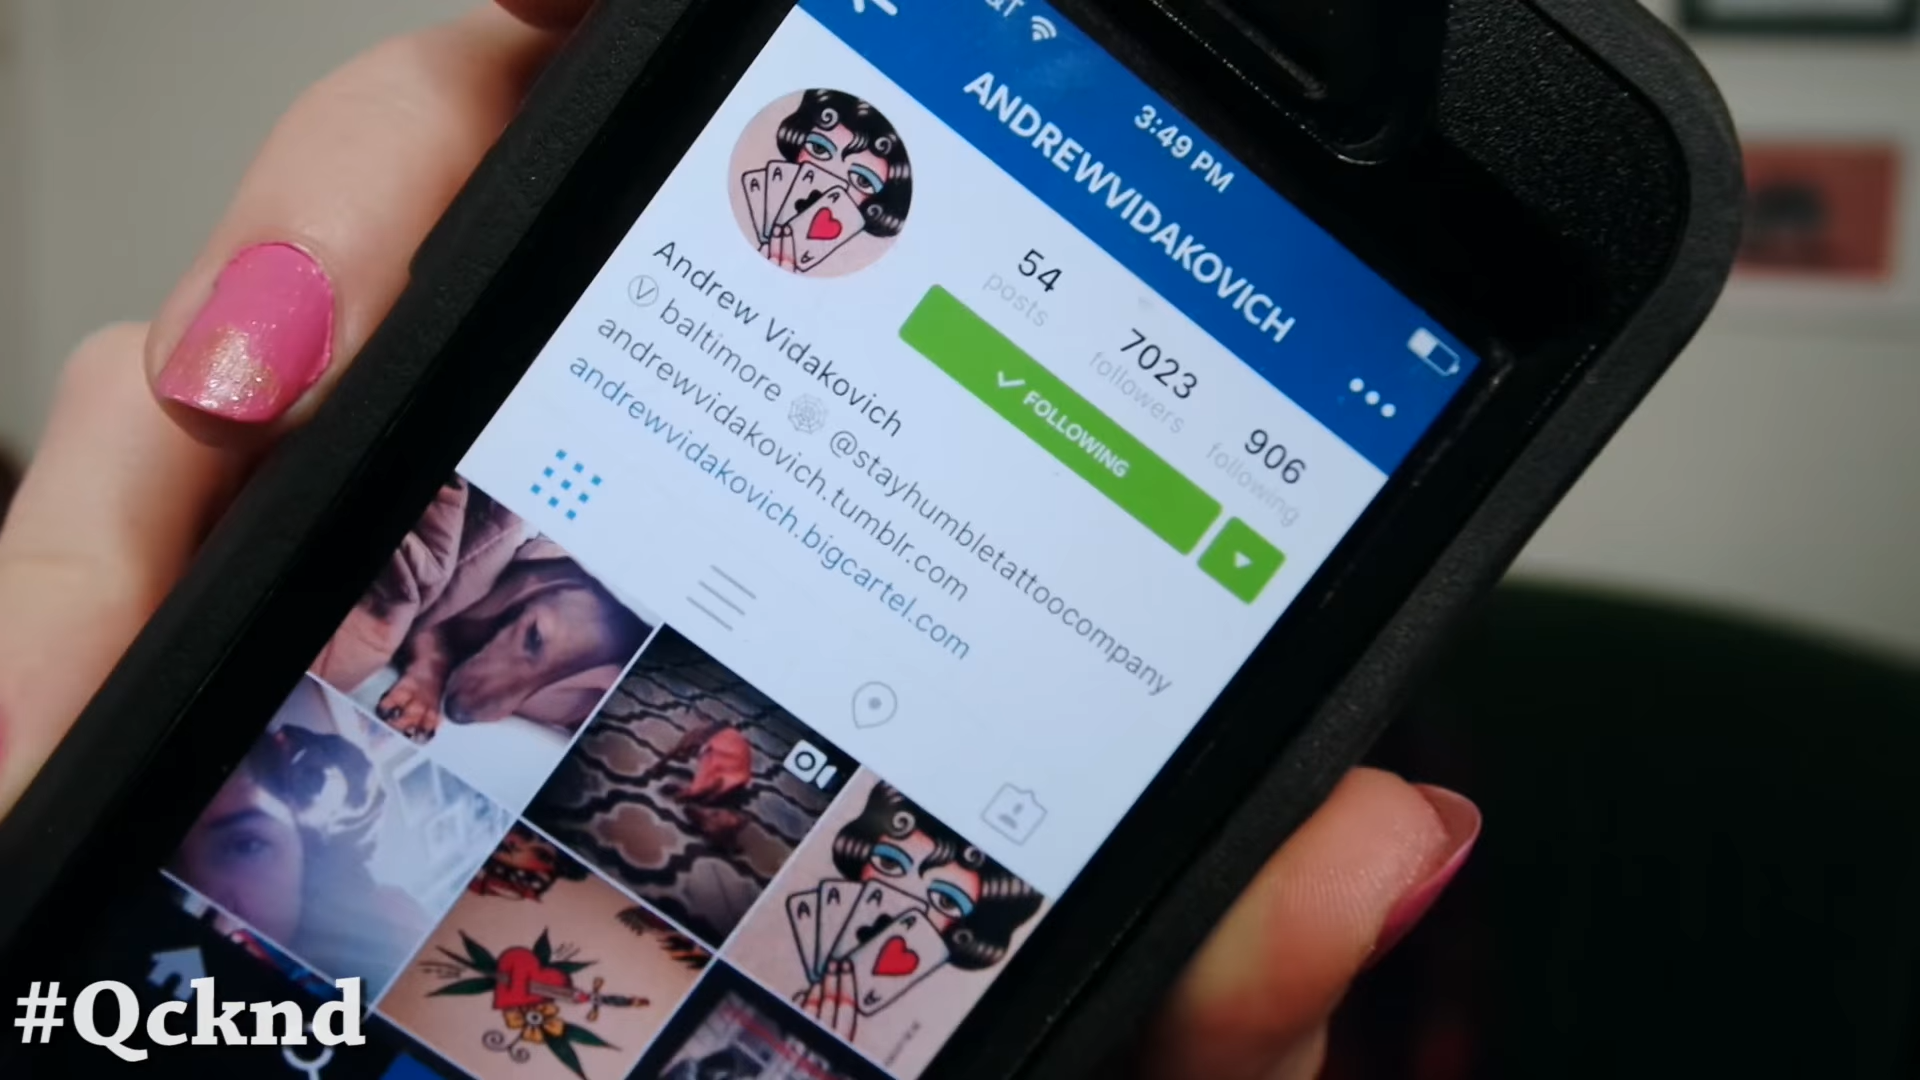 3:49 PM
ANDREWVIDAKOVICH
54
posts
7023
followers
906
following
FOLLOWING
Andrew Vidakovich
Ⓥ baltimore @stayhumbletattoocompany
andrewvidakovich.tumblr.com
andrewvidakovich.bigcartel.com
A A A A
A
A A A A
A
#Qcknd